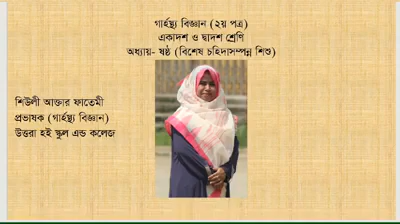 গার্হস্থ্য বিজ্ঞান (২য় পত্র)
একাদশ ও দ্বাদশ শ্রেণি
অধ্যায়- ষষ্ঠ (বিশেষ চহিদাসম্পন্ন শিশু)
শিউলী আক্তার ফাতেমী
প্রভাষক (গার্হস্থ্য বিজ্ঞান)
উত্তরা হাই স্কুল এন্ড কলেজ